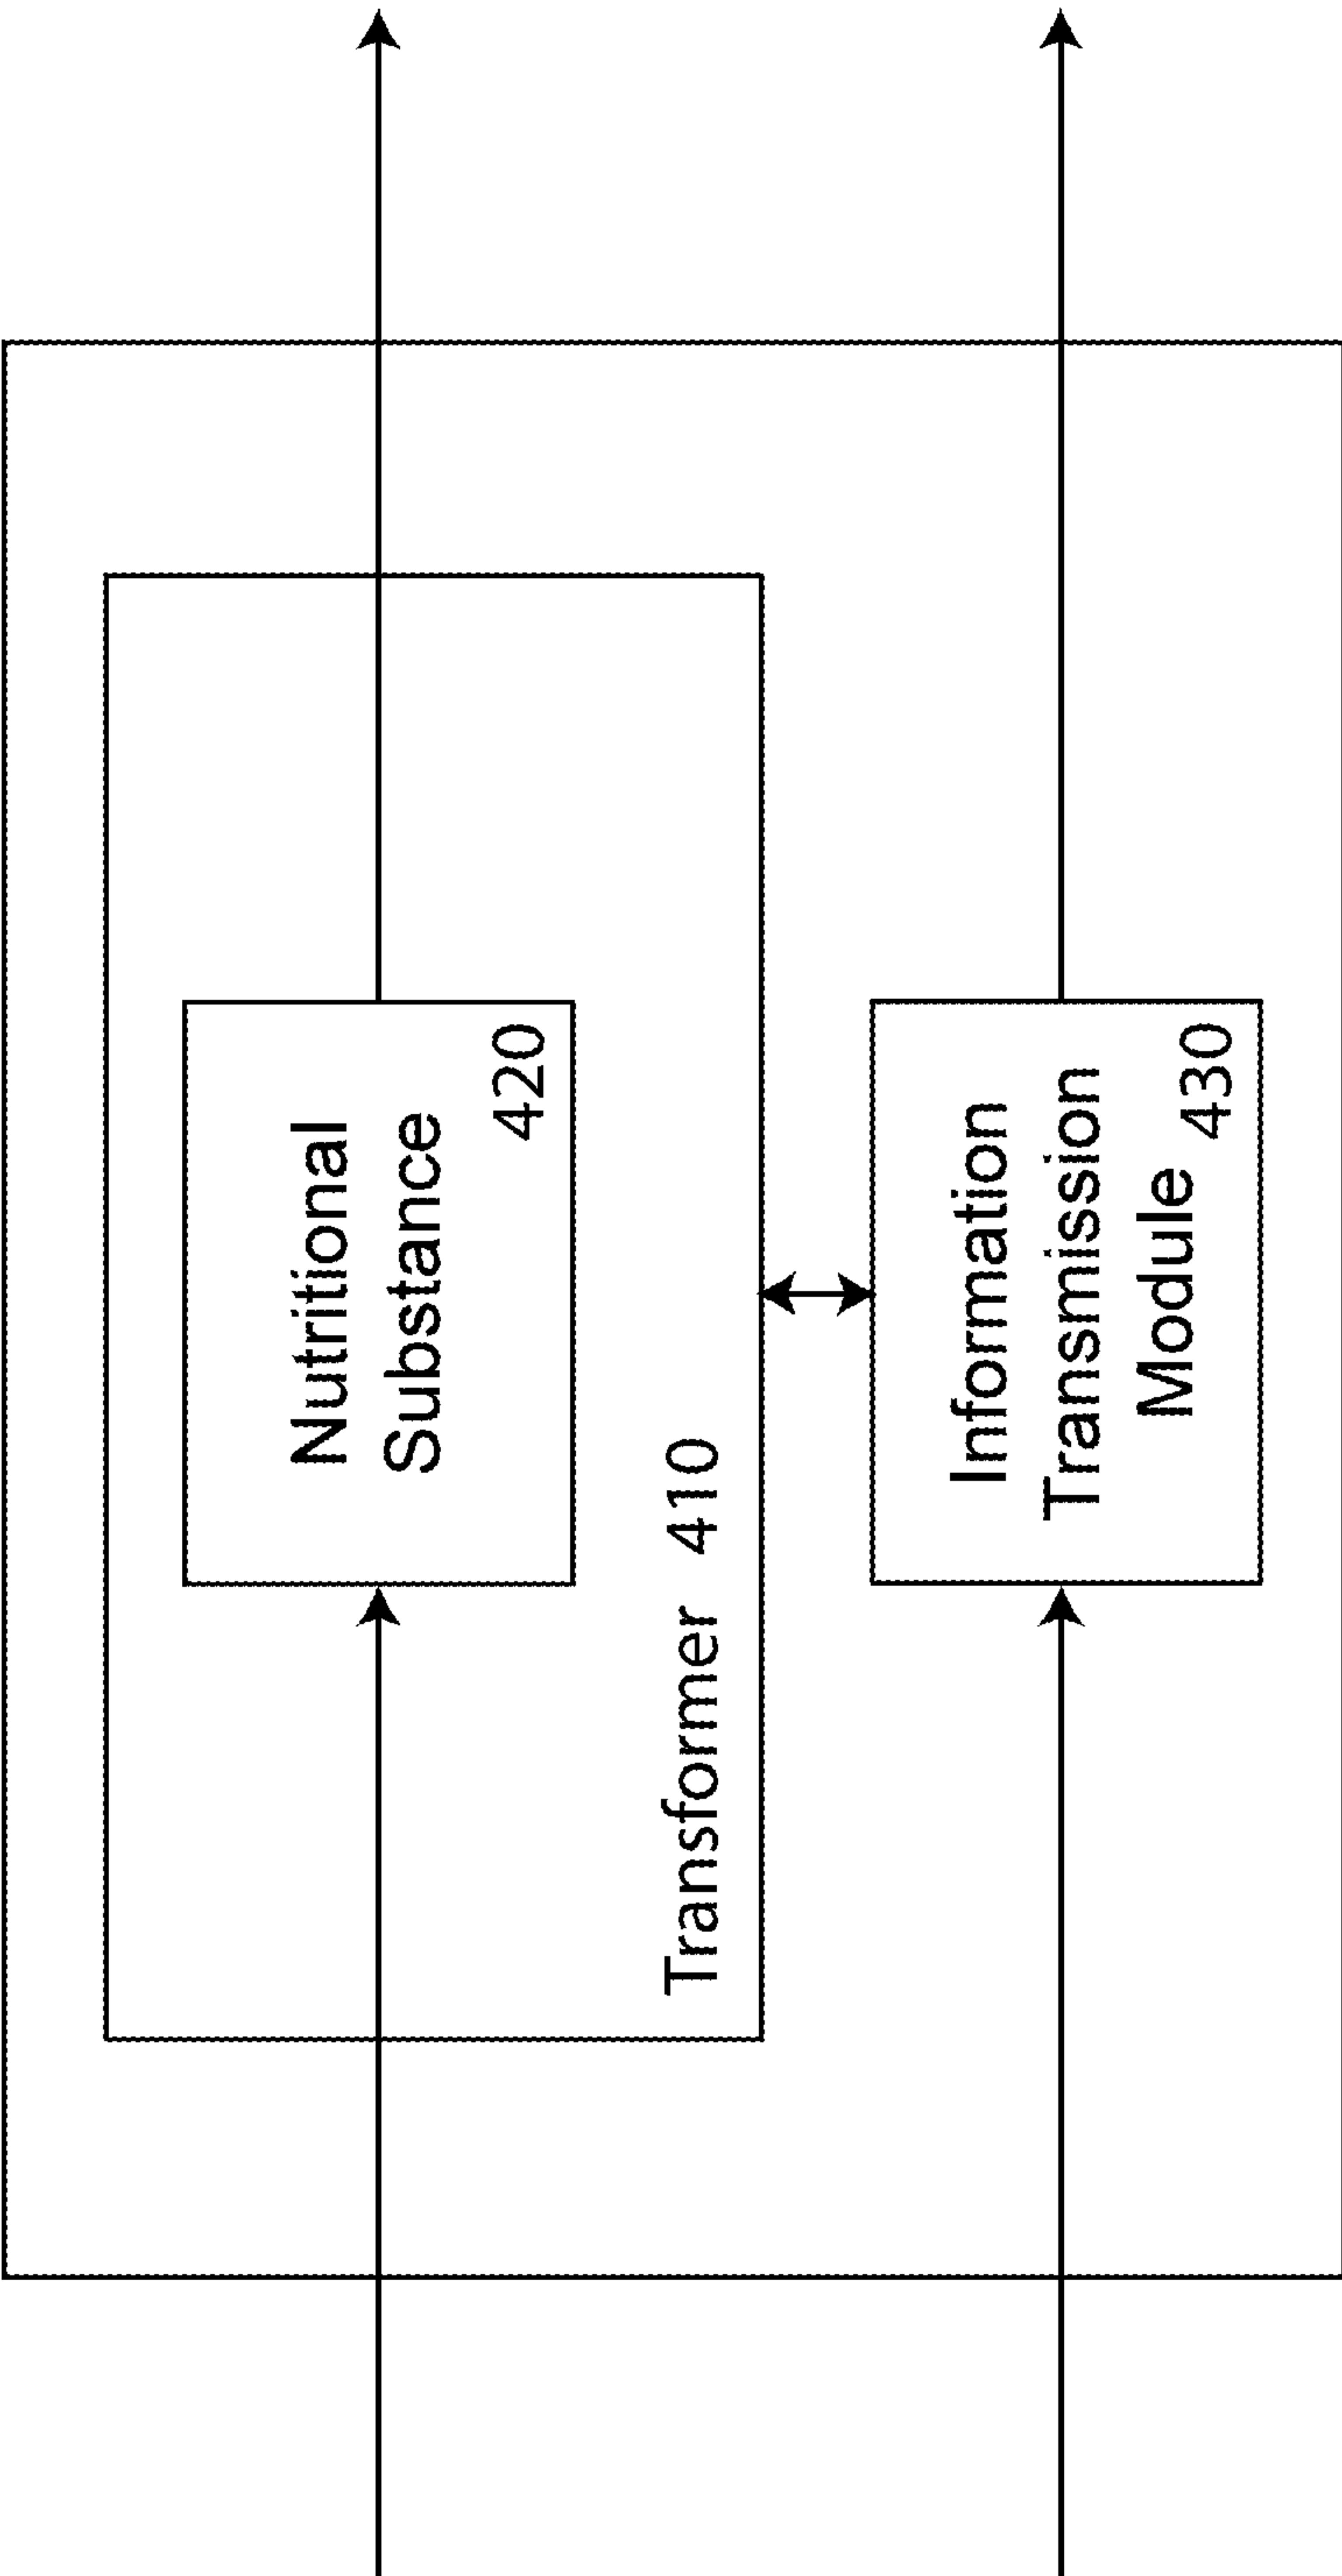 Nutritional
Substance
420
Transformer 410
Information
Transmission
Module 430